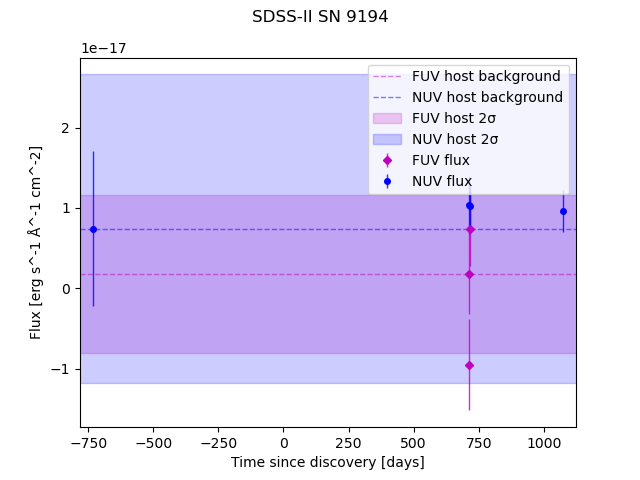 SDSS-II SN 9194
1e−17
FUV host background
NUV host background
FUV host 2σ
NUV host 2σ
FUV flux
NUV flux
2
1
0
−1
Flux [erg s^-1 Å^-1 cm^-2]
−750 −500 −250 0 250 500 750 1000
Time since discovery [days]